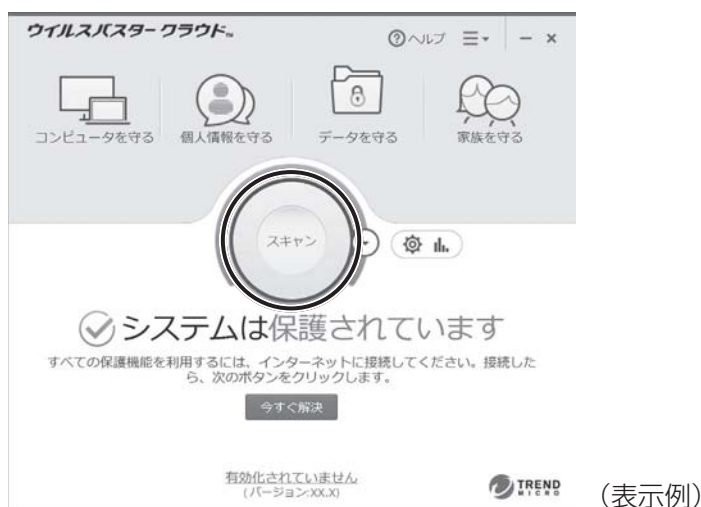 ウイルスバスター クラウド™
ヘルプ
コンピュータを守る
個人情報を守る
データを守る
家族を守る
スキャン
システムは保護されています
すべての保護機能を利用するには、インターネットに接続してください。接続した
ら、次のボタンをクリックします。
今すぐ解決
有効化されていません
(バージョン:XX.X)
TREND
MICRO
(表示例)